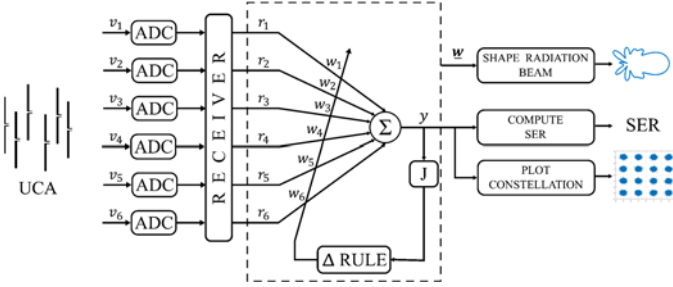 v₁ ADC r₁
v₂ ADC r₂
v₃ ADC r₃
v₄ ADC r₄
v₅ ADC r₅
v₆ ADC r₆
UCA
RECEIVER
w₁
w₂
w₃
w₄
w₅
w₆
Σ
y
J
Δ RULE
w
SHAPE RADIATION
BEAM
COMPUTE
SER
SER
PLOT
CONSTELLATION